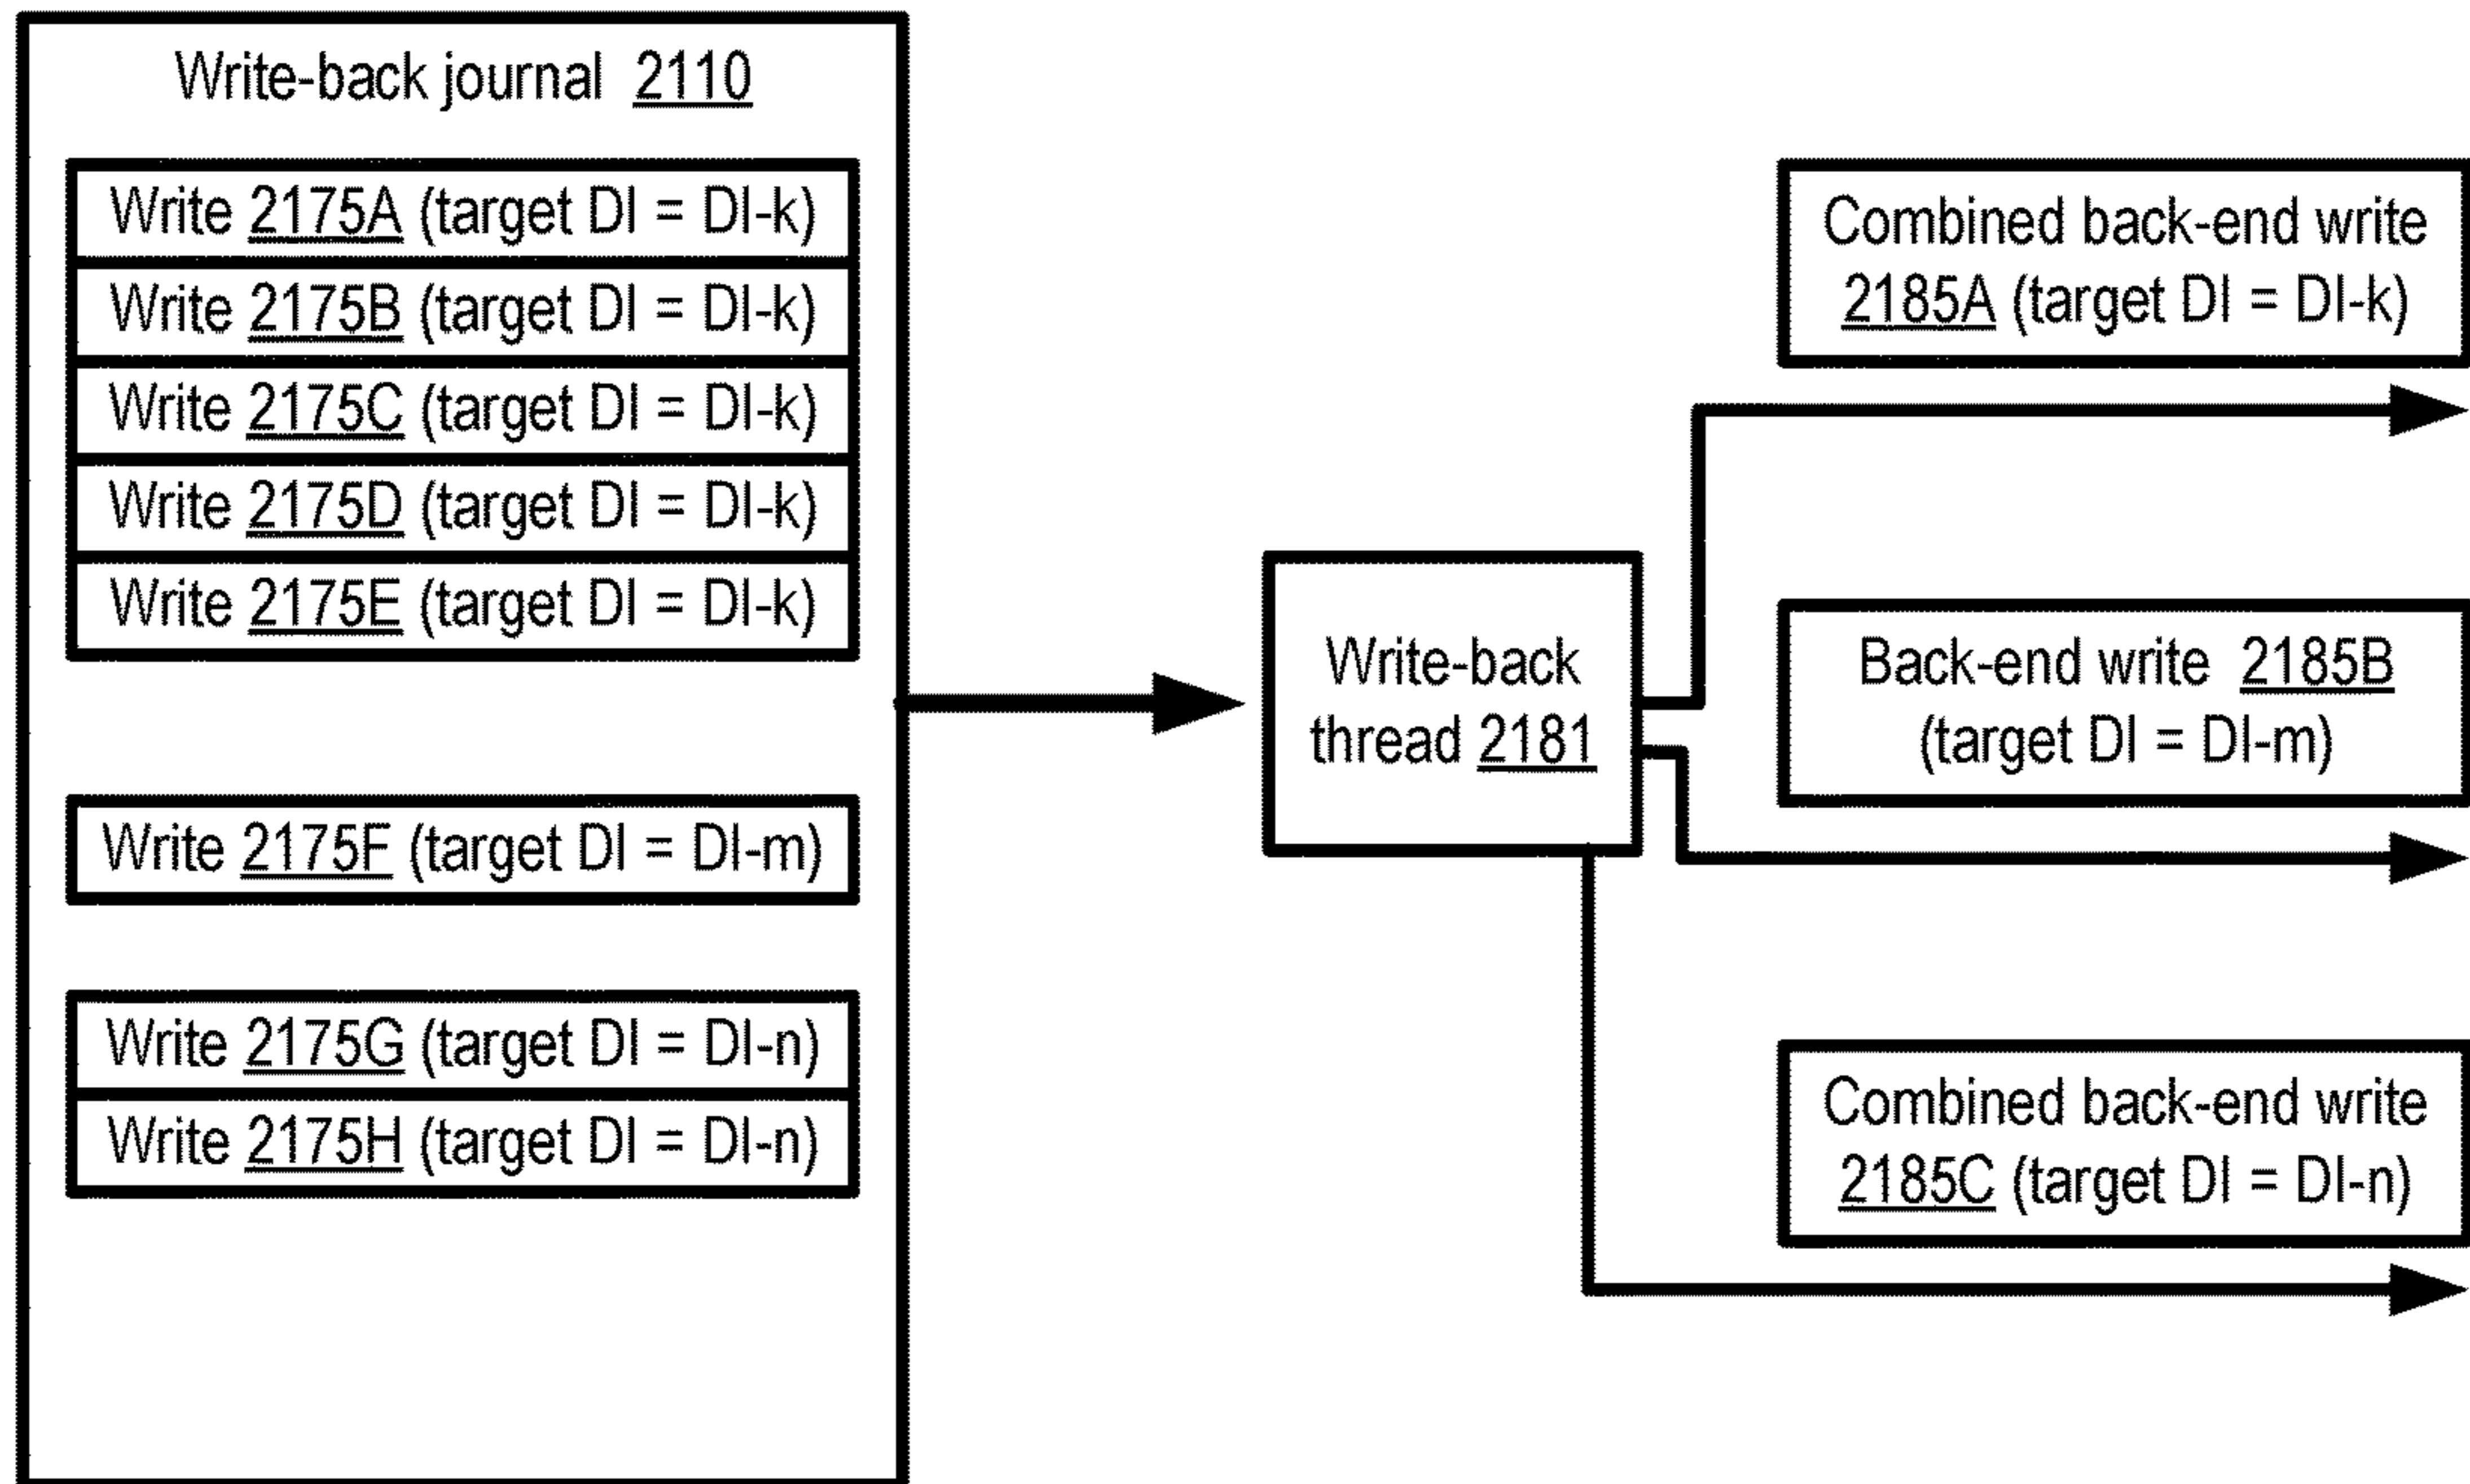 Write-back journal 2110
Write 2175A (target DI = DI-k)
Write 2175B (target DI = DI-k)
Write 2175C (target DI = DI-k)
Write 2175D (target DI = DI-k)
Write 2175E (target DI = DI-k)
Write 2175F (target DI = DI-m)
Write 2175G (target DI = DI-n)
Write 2175H (target DI = DI-n)
Write-back
thread 2181
Combined back-end write
2185A (target DI = DI-k)
Back-end write 2185B
(target DI = DI-m)
Combined back-end write
2185C (target DI = DI-n)